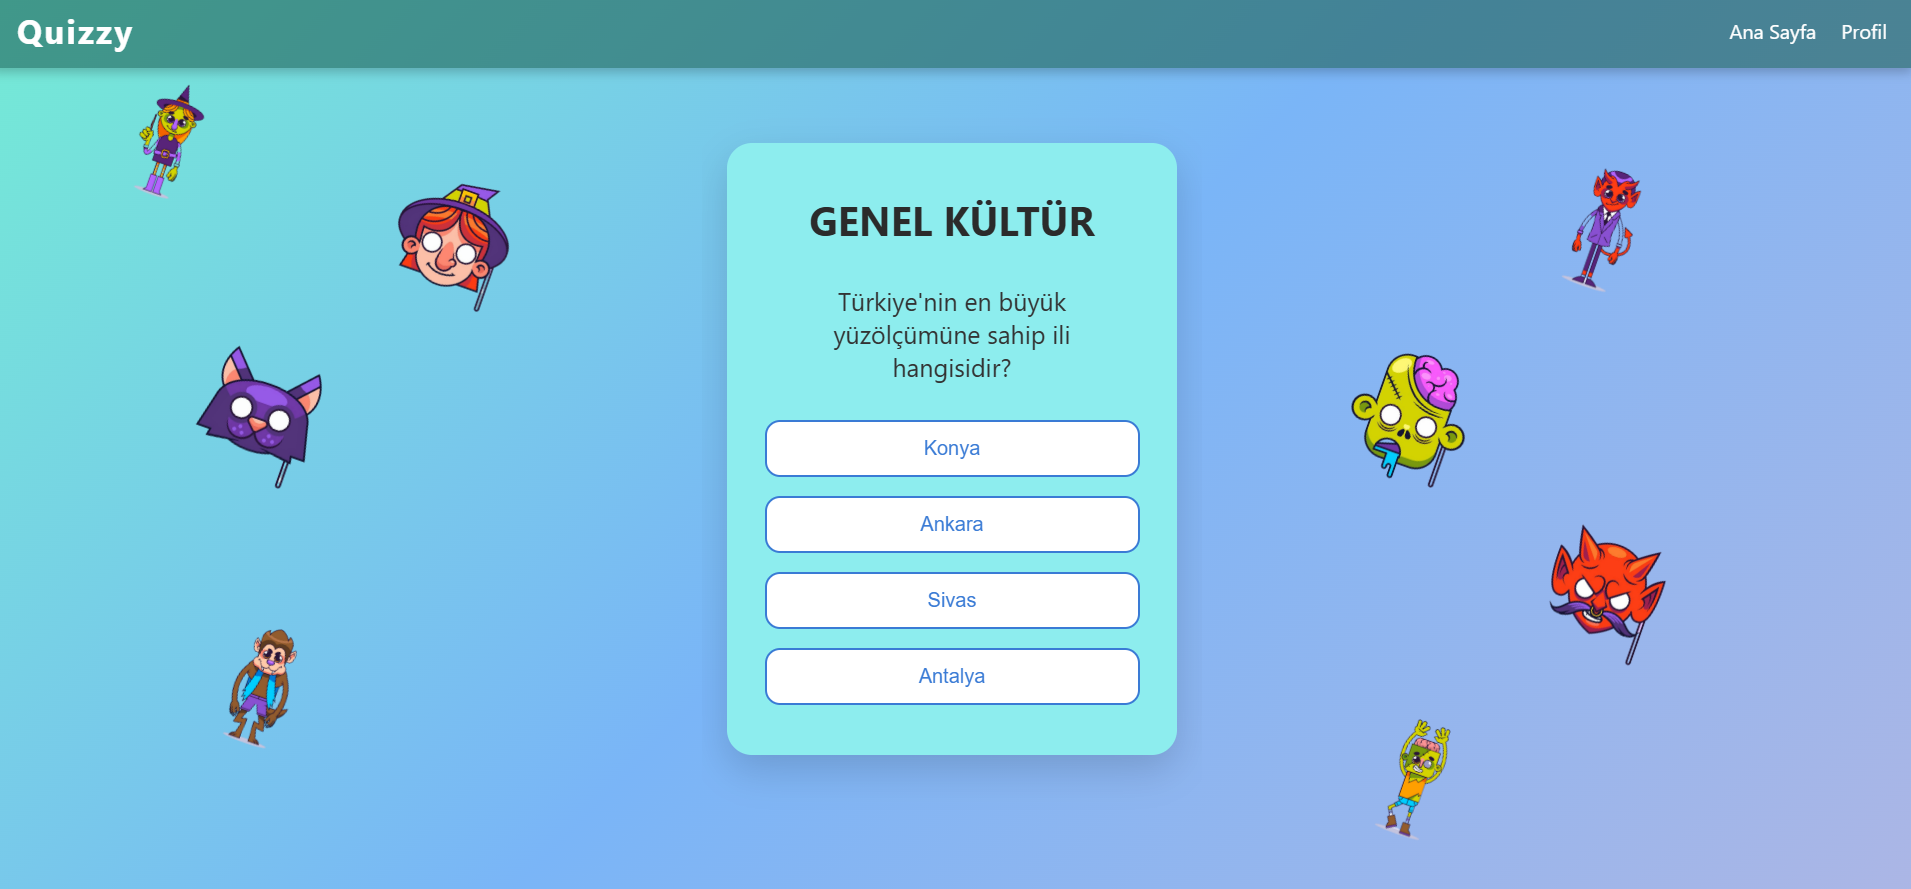 Quizzy
Ana Sayfa Profil
GENEL KÜLTÜR
Türkiye'nin en büyük
yüzölçümüne sahip ili
hangisidir?
Konya
Ankara
Sivas
Antalya